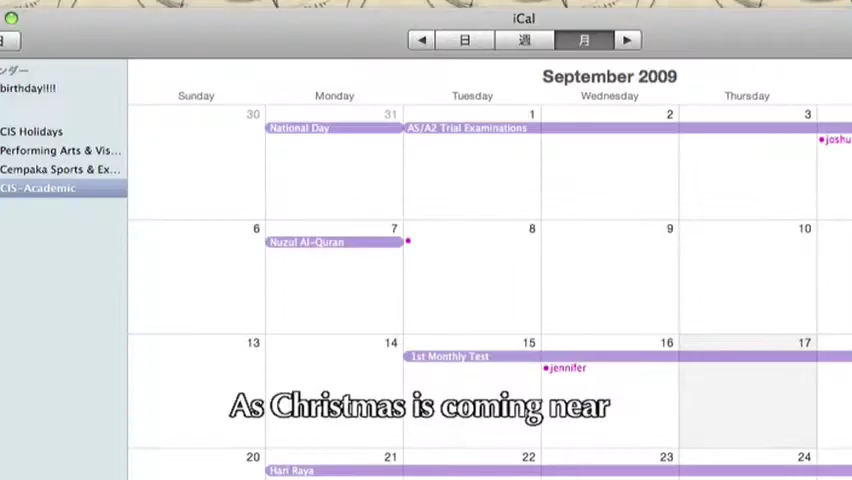 iCal
日
日 週 月
September 2009
Sunday Monday Tuesday Wednesday Thursday
ンダー
birthday!!!!
CIS Holidays
Performing Arts & Vis...
Cempaka Sports & Ex...
CIS-Academic
30 31 1 2 3
National Day AS/A2 Trial Examinations
joshu
6 7 8 9 10
Nuzul Al-Quran
13 14 15 16 17
1st Monthly Test
jennifer
As Christmas is coming near
20 21 22 23 24
Hari Raya